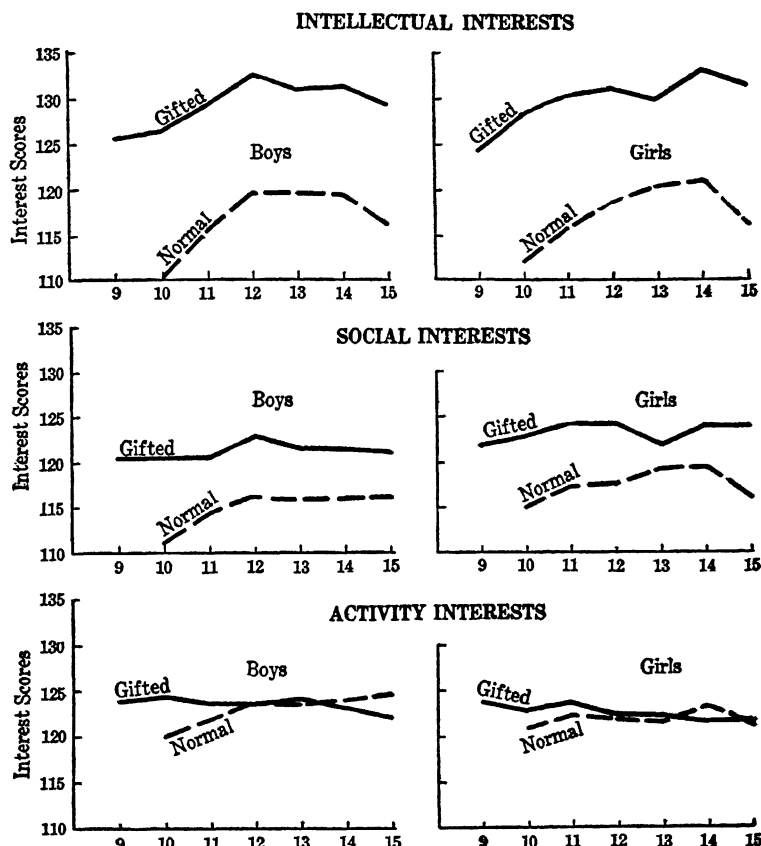 INTELLECTUAL INTERESTS
135
130
125
120
115
110
Interest Scores
Gifted
Boys
Normal
9 10 11 12 13 14 15
Gifted
Girls
Normal
9 10 11 12 13 14 15
SOCIAL INTERESTS
135
130
125
120
115
110
Interest Scores
Boys
Gifted
Normal
9 10 11 12 13 14 15
Girls
Gifted
Normal
9 10 11 12 13 14 15
ACTIVITY INTERESTS
135
130
125
120
115
110
Interest Scores
Boys
Gifted
Normal
9 10 11 12 13 14 15
Girls
Gifted
Normal
9 10 11 12 13 14 15